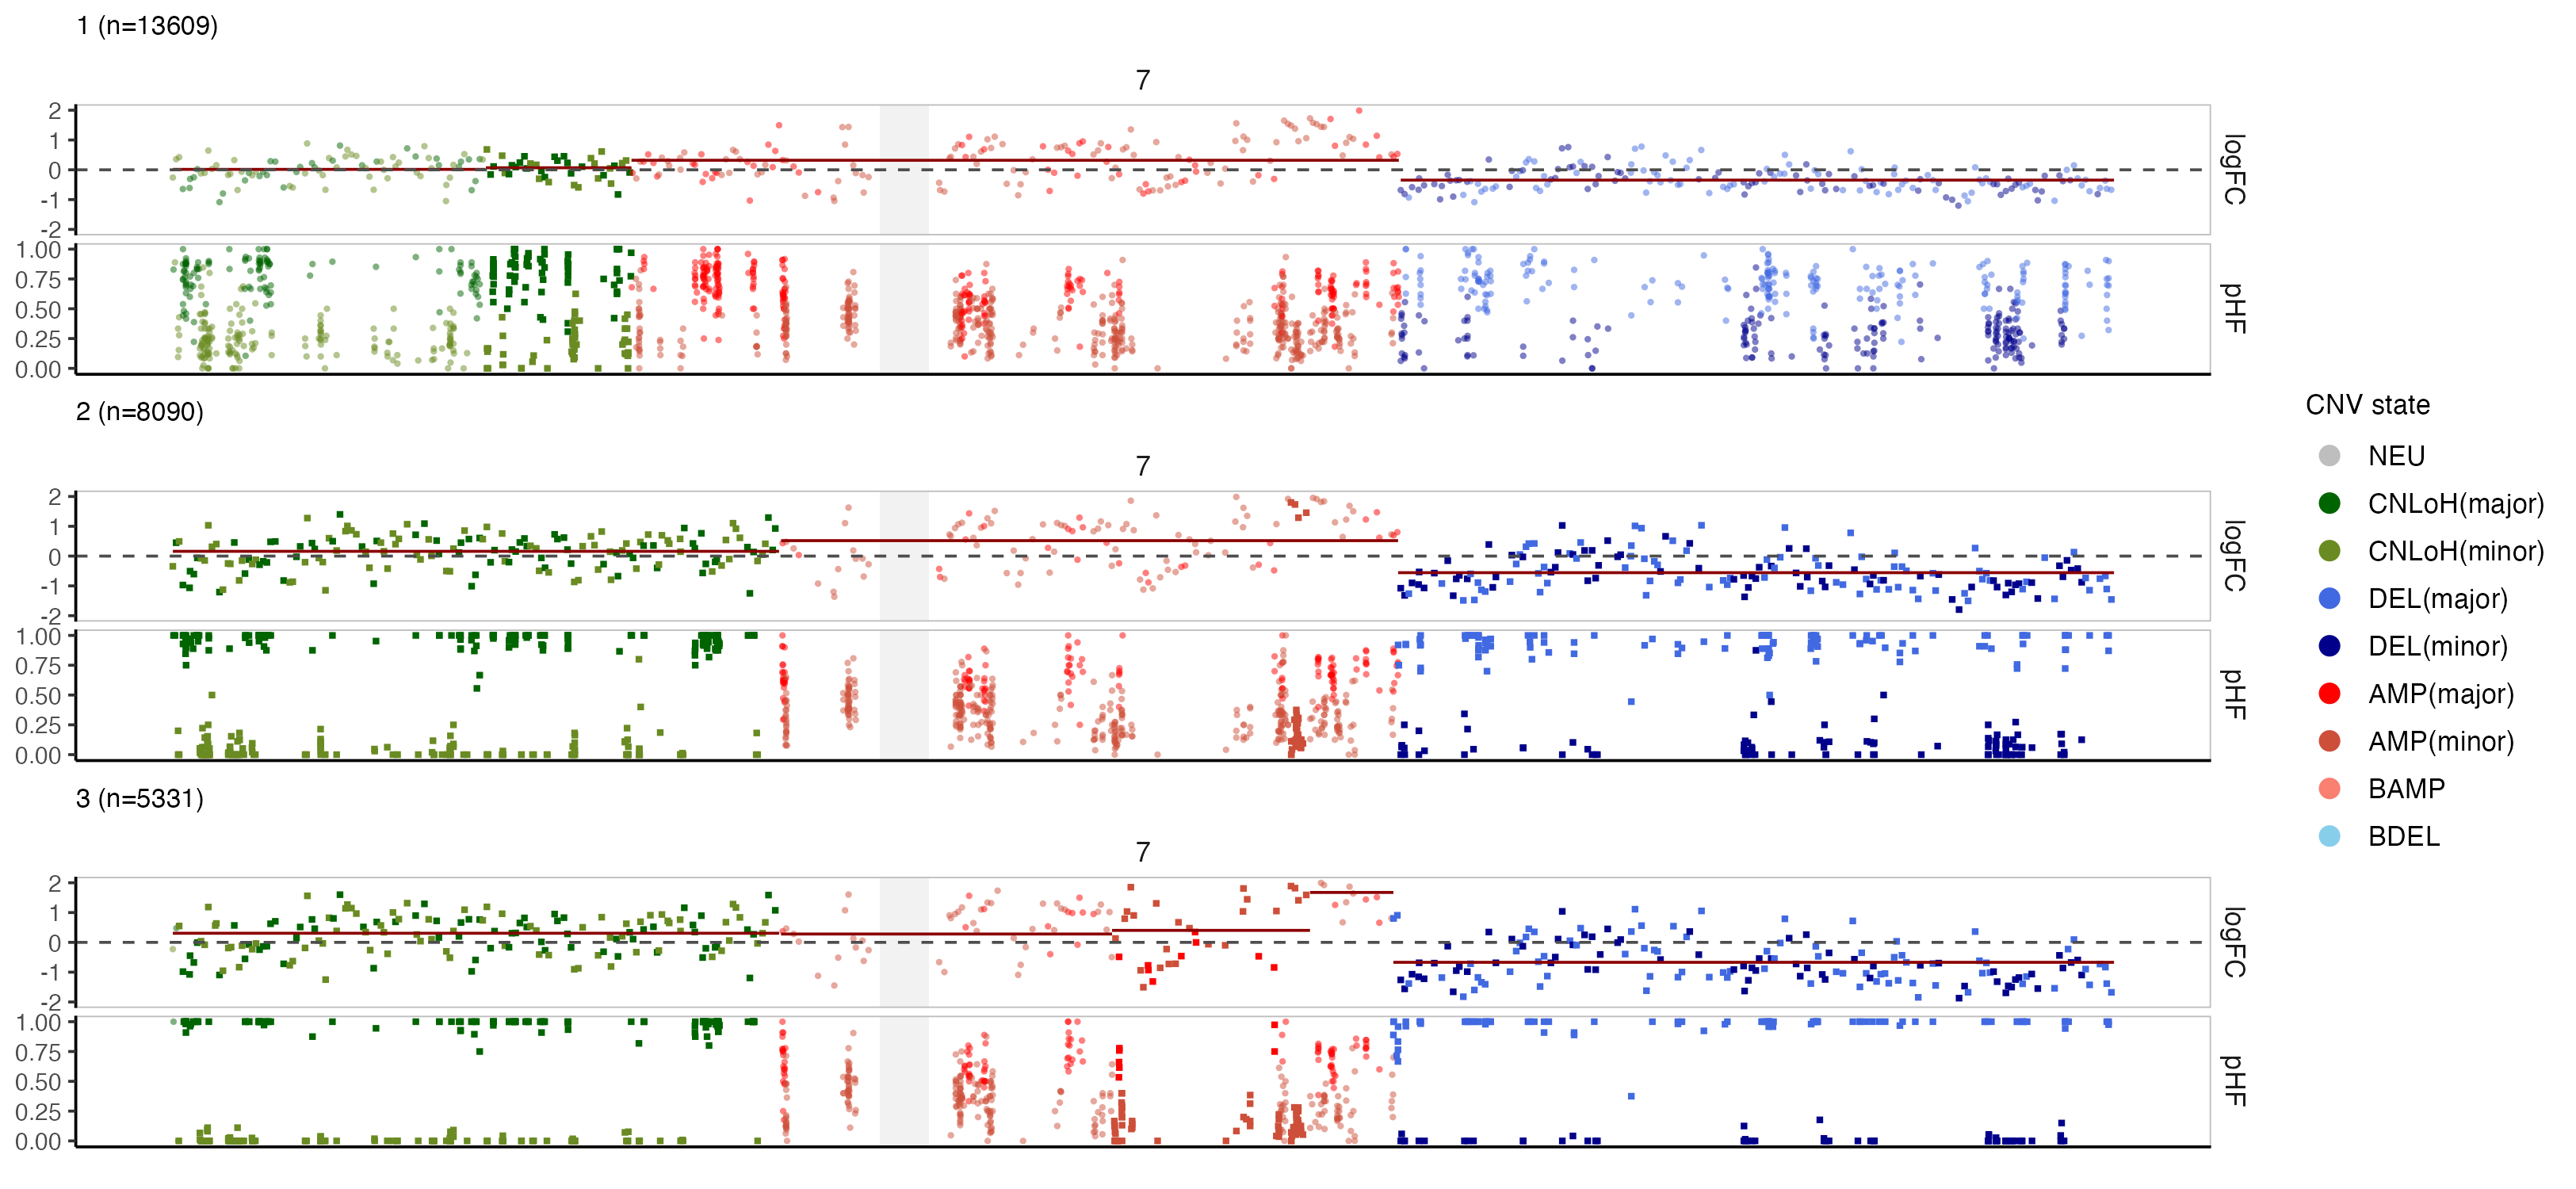 1 (n=13609)
7
2
1
0
-1
-2
logFC
1.00
0.75
0.50
0.25
0.00
pHF
2 (n=8090)
7
2
1
0
-1
-2
logFC
1.00
0.75
0.50
0.25
0.00
pHF
3 (n=5331)
7
2
1
0
-1
-2
logFC
1.00
0.75
0.50
0.25
0.00
pHF
CNV state
NEU
CNLoH(major)
CNLoH(minor)
DEL(major)
DEL(minor)
AMP(major)
AMP(minor)
BAMP
BDEL